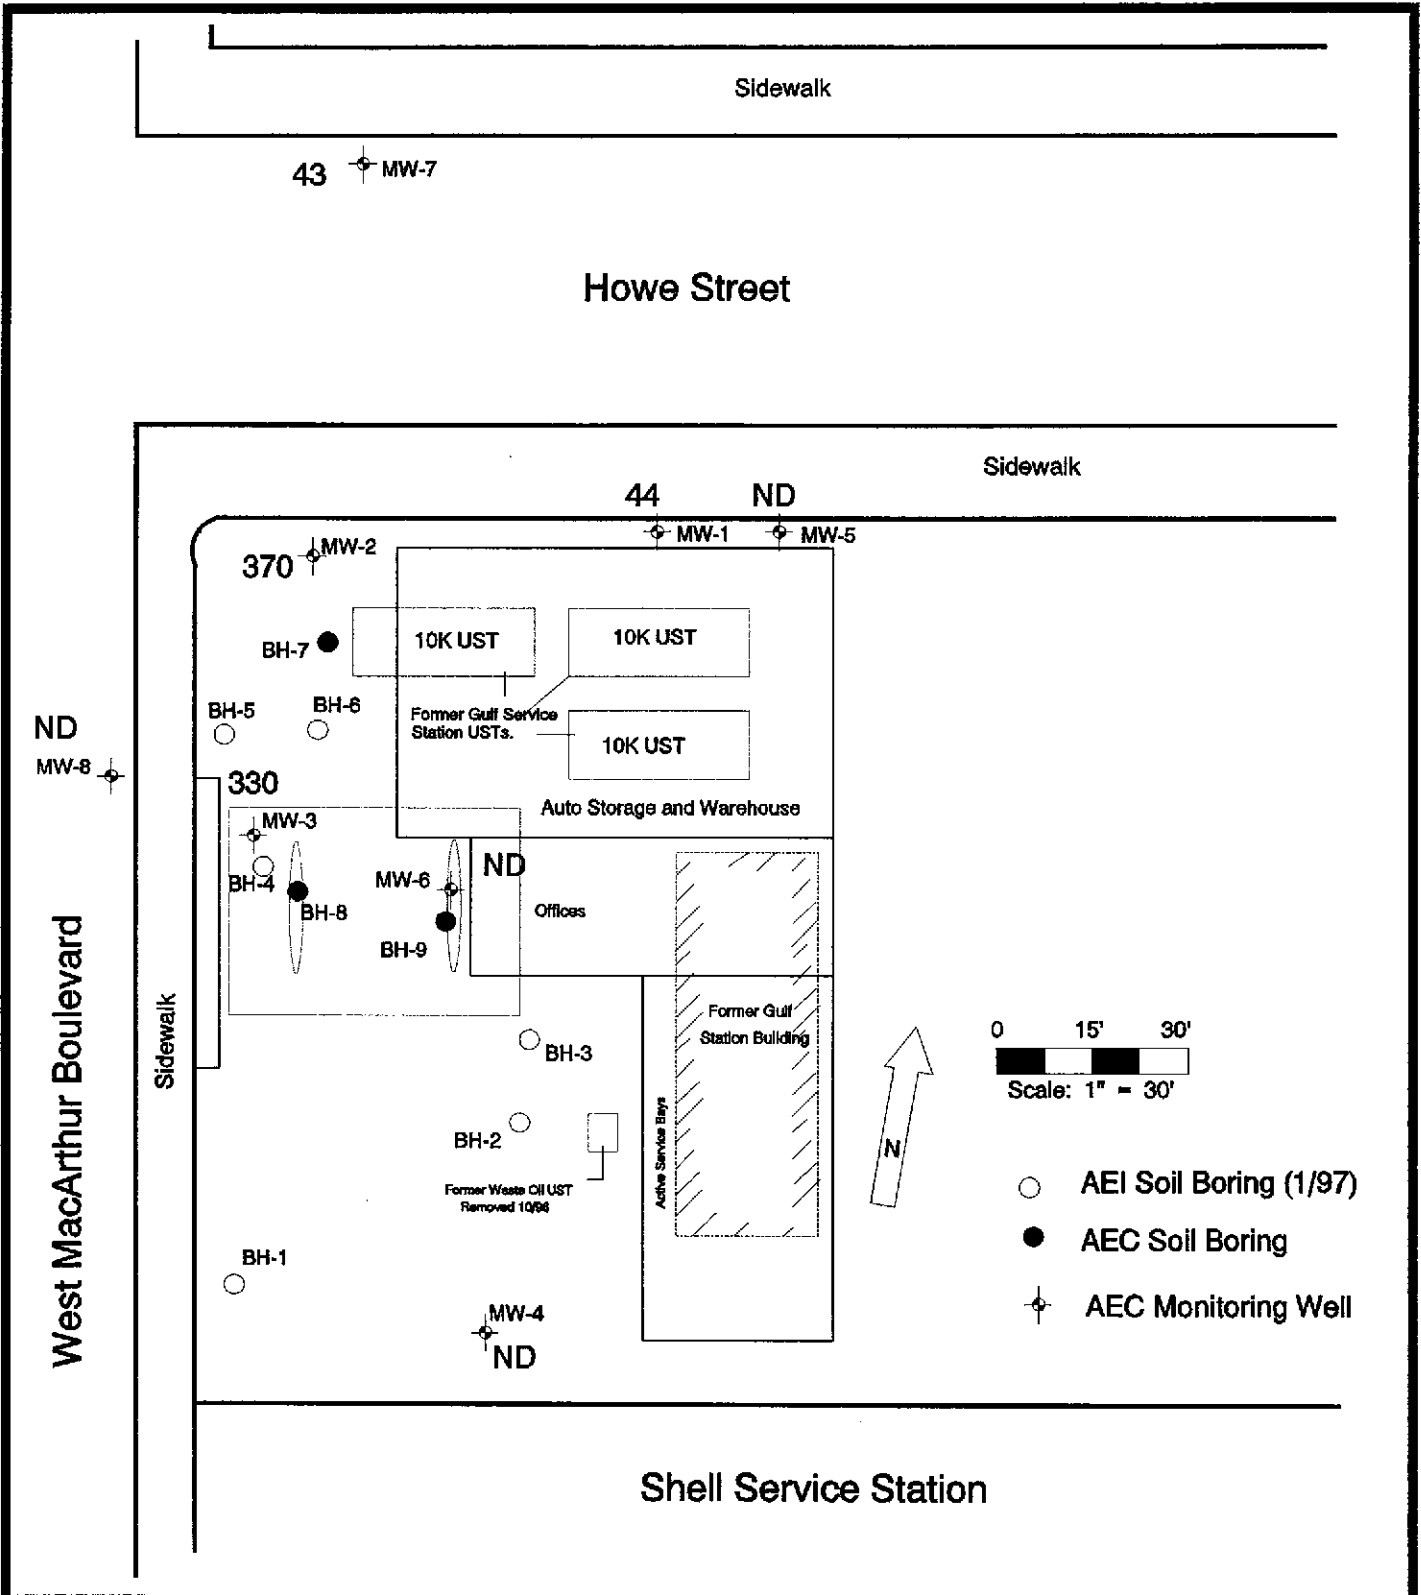 Sidewalk
43
MW-7
Howe Street
Sidewalk
44
ND
MW-1
MW-5
MW-2
370
10K UST
10K UST
BH-7
BH-5
BH-6
Former Gulf Service
Station USTs.
ND
10K UST
MW-8
330
Auto Storage and Warehouse
MW-3
ND
BH-4
MW-6
BH-8
Offices
BH-9
West MacArthur Boulevard
Sidewalk
Former Gulf
Station Building
0 15' 30'
Scale: 1" = 30'
BH-3
BH-2
Active Service Bays
N
Former Waste Oil UST
Removed 10/96
AEI Soil Boring (1/97)
AEC Soil Boring
AEC Monitoring Well
BH-1
MW-4
ND
Shell Service Station